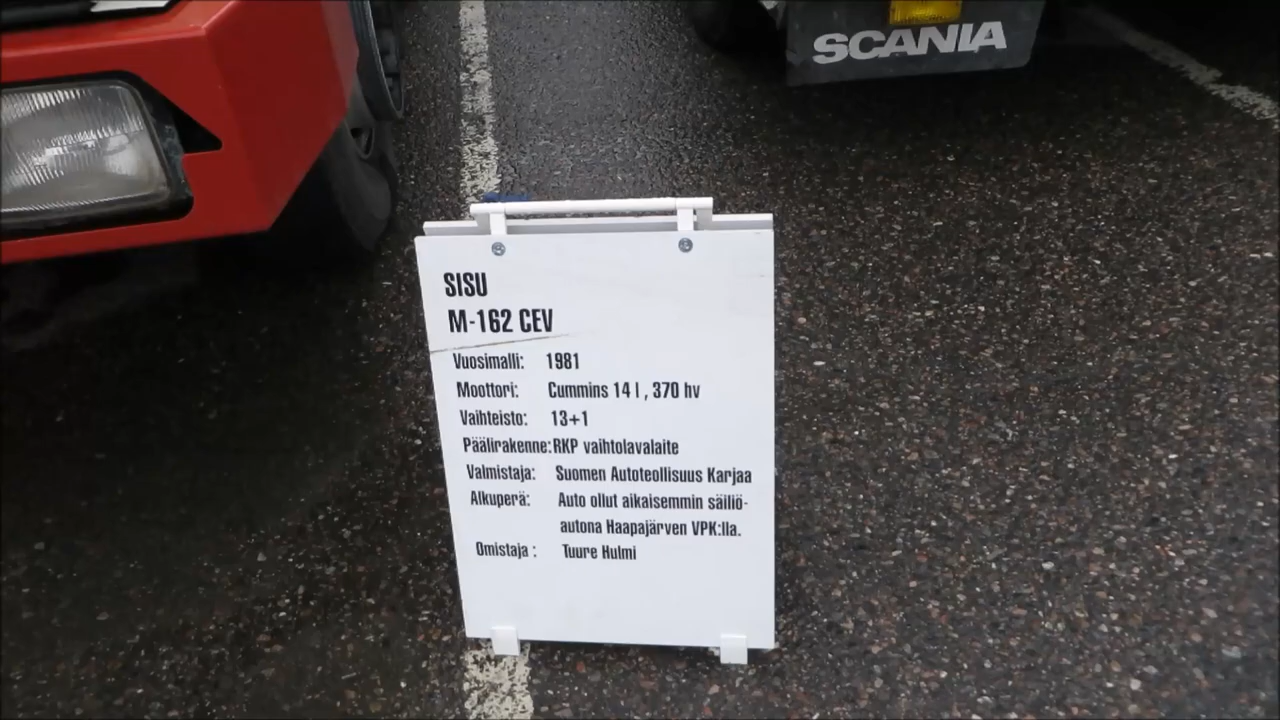 SCANIA
SISU
M-162 CEV
Vuosimalli: 1981
Moottori: Cummins 14 l , 370 hv
Vaihteisto: 13+1
Päälirakenne: RKP vaihtolavalaite
Valmistaja: Suomen Autoteollisuus Karjaa
Alkuperä: Auto ollut aikaisemmin säiliö-
autona Haapajärven VPK:lla.
Omistaja : Tuure Hulmi